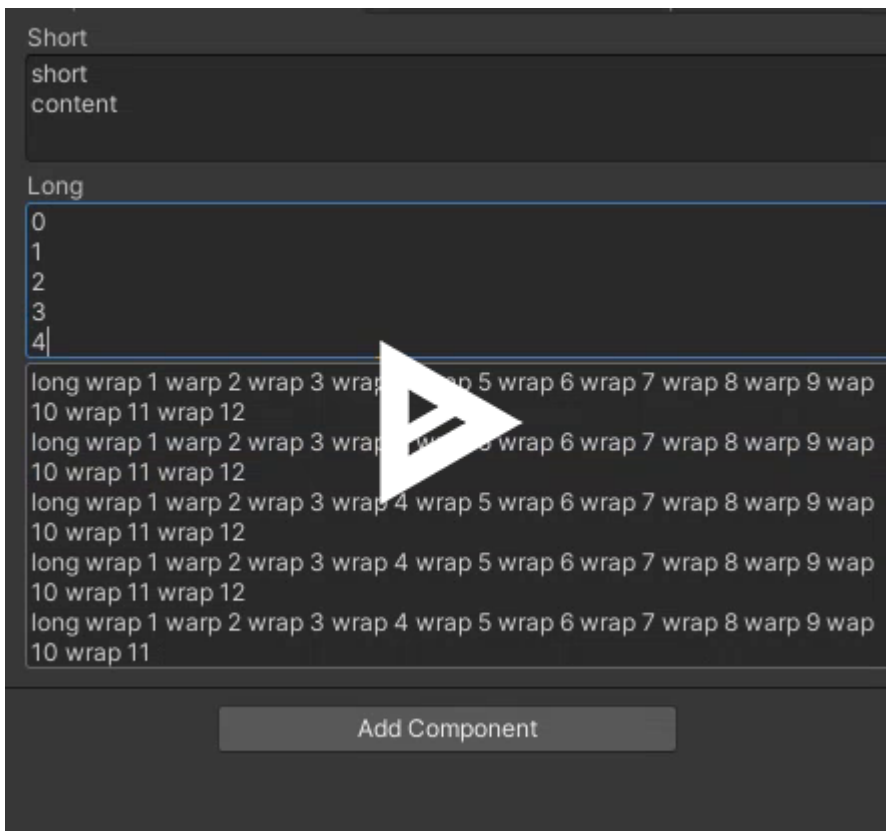 Short
short
content
Long
0
1
2
3
4
long wrap 1 warp 2 wrap 3 wrap 5 wrap 6 wrap 7 wrap 8 warp 9 wap
10 wrap 11 wrap 12
long wrap 1 warp 2 wrap 3 wrap wrap 6 wrap 7 wrap 8 warp 9 wap
10 wrap 11 wrap 12
long wrap 1 warp 2 wrap 3 wrap 4 wrap 5 wrap 6 wrap 7 wrap 8 warp 9 wap
10 wrap 11 wrap 12
long wrap 1 warp 2 wrap 3 wrap 4 wrap 5 wrap 6 wrap 7 wrap 8 warp 9 wap
10 wrap 11 wrap 12
long wrap 1 warp 2 wrap 3 wrap 4 wrap 5 wrap 6 wrap 7 wrap 8 warp 9 wap
10 wrap 11
Add Component